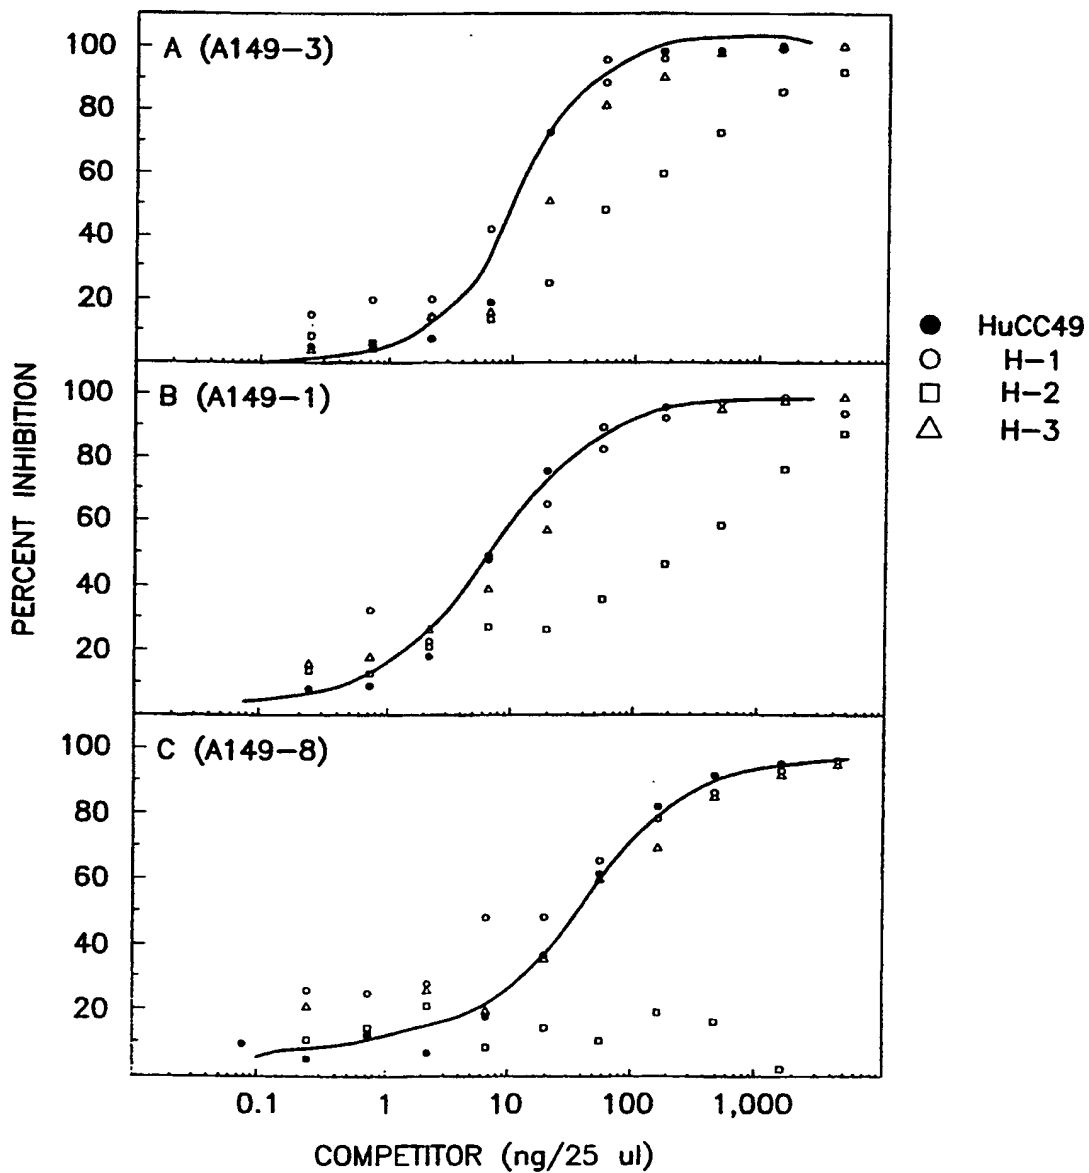 A (A149-3)
100
80
60
40
20
B (A149-1)
100
80
60
40
20
C (A149-8)
100
80
60
40
20
PERCENT INHIBITION
0.1 1 10 100 1,000
COMPETITOR (ng/25 ul)
HuCC49
H-1
H-2
H-3